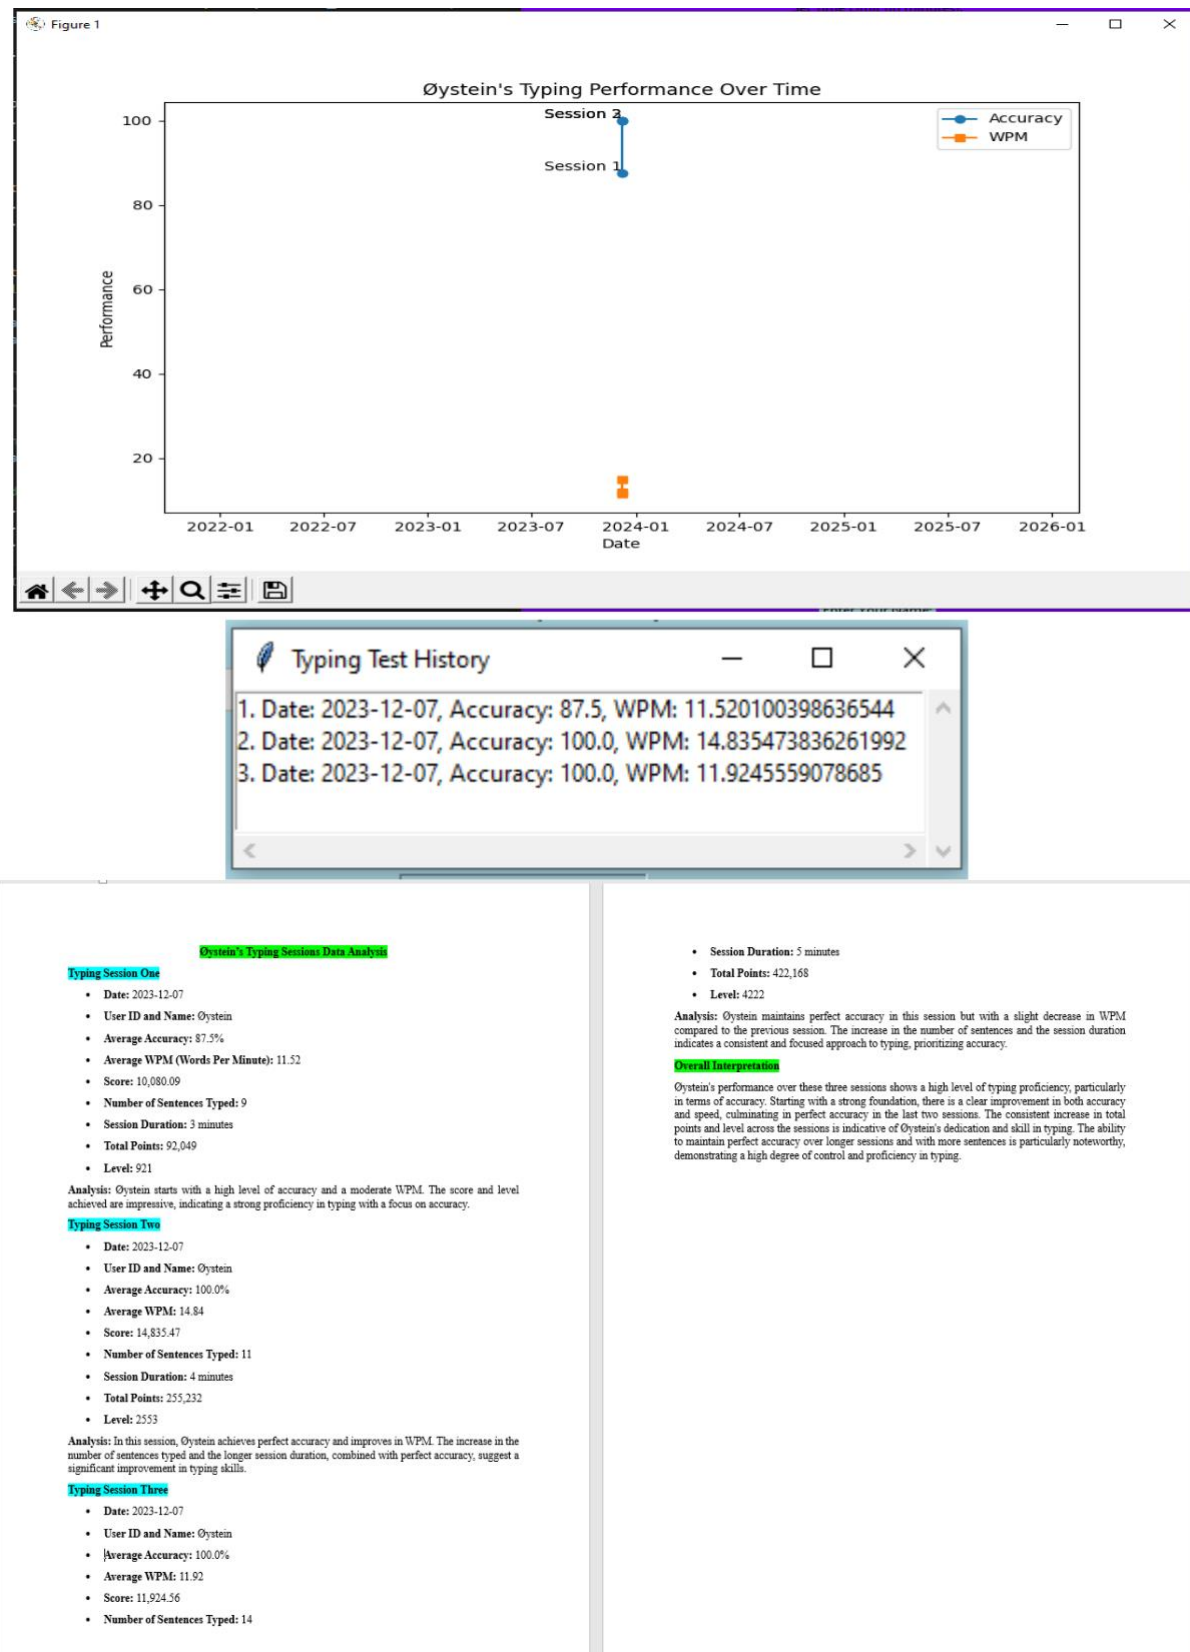 Figure 1
Øystein's Typing Performance Over Time
Session 2
Session 1
Accuracy
WPM
100
80
60
40
20
Performance
2022-01 2022-07 2023-01 2023-07 2024-01 2024-07 2025-01 2025-07 2026-01
Date
Typing Test History
1. Date: 2023-12-07, Accuracy: 87.5, WPM: 11.520100398636544
2. Date: 2023-12-07, Accuracy: 100.0, WPM: 14.835473836261992
3. Date: 2023-12-07, Accuracy: 100.0, WPM: 11.9245559078685
Øystein's Typing Sessions Data Analysis
Typing Session One
• Date: 2023-12-07
• User ID and Name: Øystein
• Average Accuracy: 87.5%
• Average WPM (Words Per Minute): 11.52
• Score: 10,080.09
• Number of Sentences Typed: 9
• Session Duration: 3 minutes
• Total Points: 92,049
• Level: 921
Analysis: Øystein starts with a high level of accuracy and a moderate WPM. The score and level
achieved are impressive, indicating a strong proficiency in typing with a focus on accuracy.
Typing Session Two
• Date: 2023-12-07
• User ID and Name: Øystein
• Average Accuracy: 100.0%
• Average WPM: 14.84
• Score: 14,835.47
• Number of Sentences Typed: 11
• Session Duration: 4 minutes
• Total Points: 255,232
• Level: 2553
Analysis: In this session, Øystein achieves perfect accuracy and improves in WPM. The increase in the
number of sentences typed and the longer session duration, combined with perfect accuracy, suggest a
significant improvement in typing skills.
Typing Session Three
• Date: 2023-12-07
• User ID and Name: Øystein
• Average Accuracy: 100.0%
• Average WPM: 11.92
• Score: 11,924.56
• Number of Sentences Typed: 14
• Session Duration: 5 minutes
• Total Points: 422,168
• Level: 4222
Analysis: Øystein maintains perfect accuracy in this session but with a slight decrease in WPM
compared to the previous session. The increase in the number of sentences and the session duration
indicates a consistent and focused approach to typing, prioritizing accuracy.
Overall Interpretation
Øystein's performance over these three sessions shows a high level of typing proficiency, particularly
in terms of accuracy. Starting with a strong foundation, there is a clear improvement in both accuracy
and speed, culminating in perfect accuracy in the last two sessions. The consistent increase in total
points and level across the sessions is indicative of Øystein's dedication and skill in typing. The ability
to maintain perfect accuracy over longer sessions and with more sentences is particularly noteworthy,
demonstrating a high degree of control and proficiency in typing.